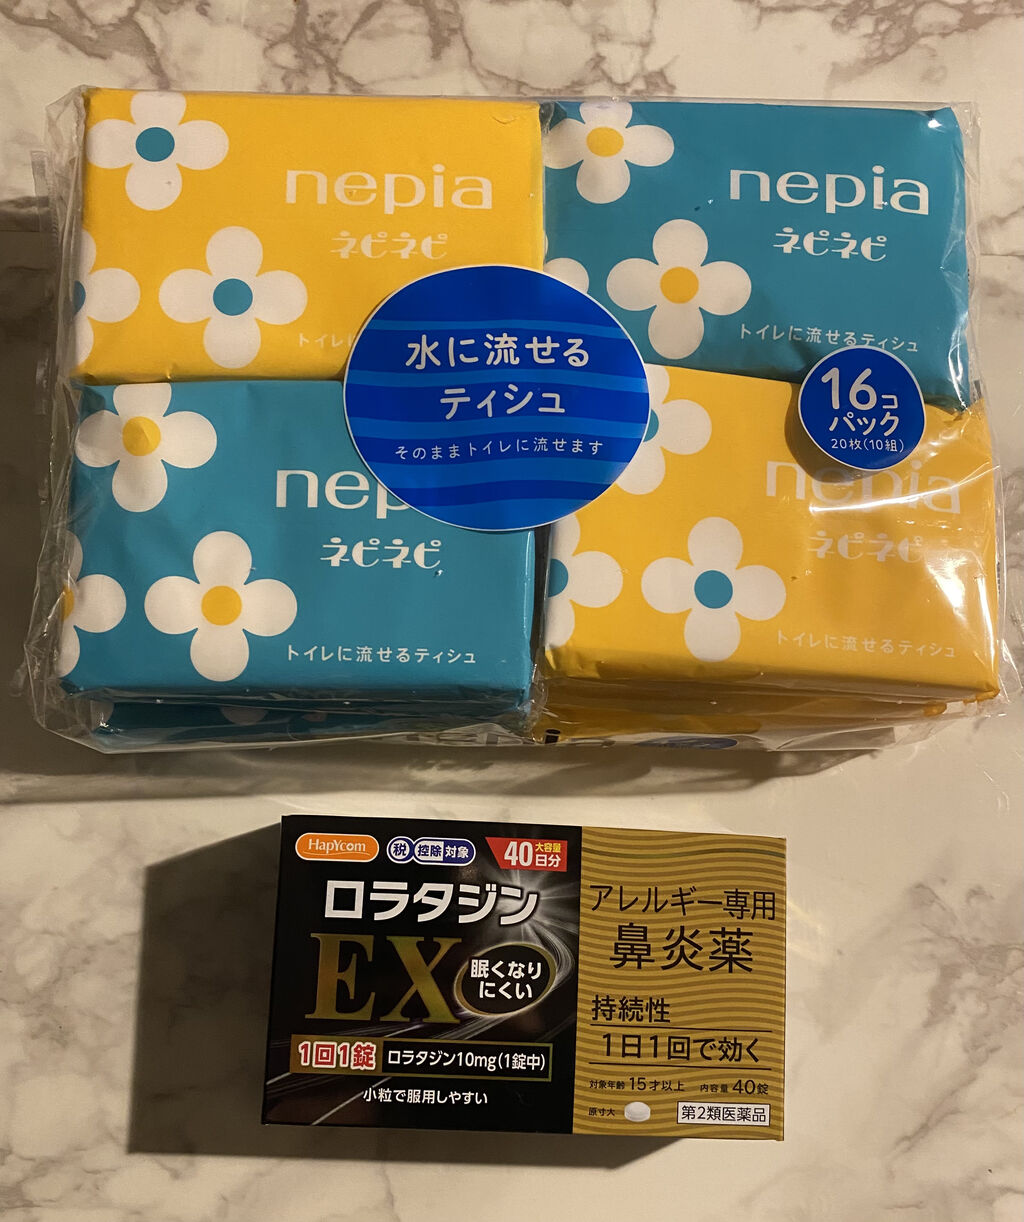 nepia
ネピネピ
トイレに
nepia
ネピネピ
トイレに流せるティシュ
水に流せる
ティシュ
そのままトイレに流せます
16コ
パック
20枚(10組)
nep
ネピネピ
トイレに流せるティシュ
nepia
ネピネピ
トイレに流せるティシュ
HapYcom
税 控除対象
40日分
大容量
ロラタジン
EX
眠くなり
にくい
1回1錠
ロラタジン10mg(1錠中)
小粒で服用しやすい
アレルギー専用
鼻炎薬
持続性
1日1回で効く
対象年齢 15才以上 内容量 40錠
原寸大
第2類医薬品